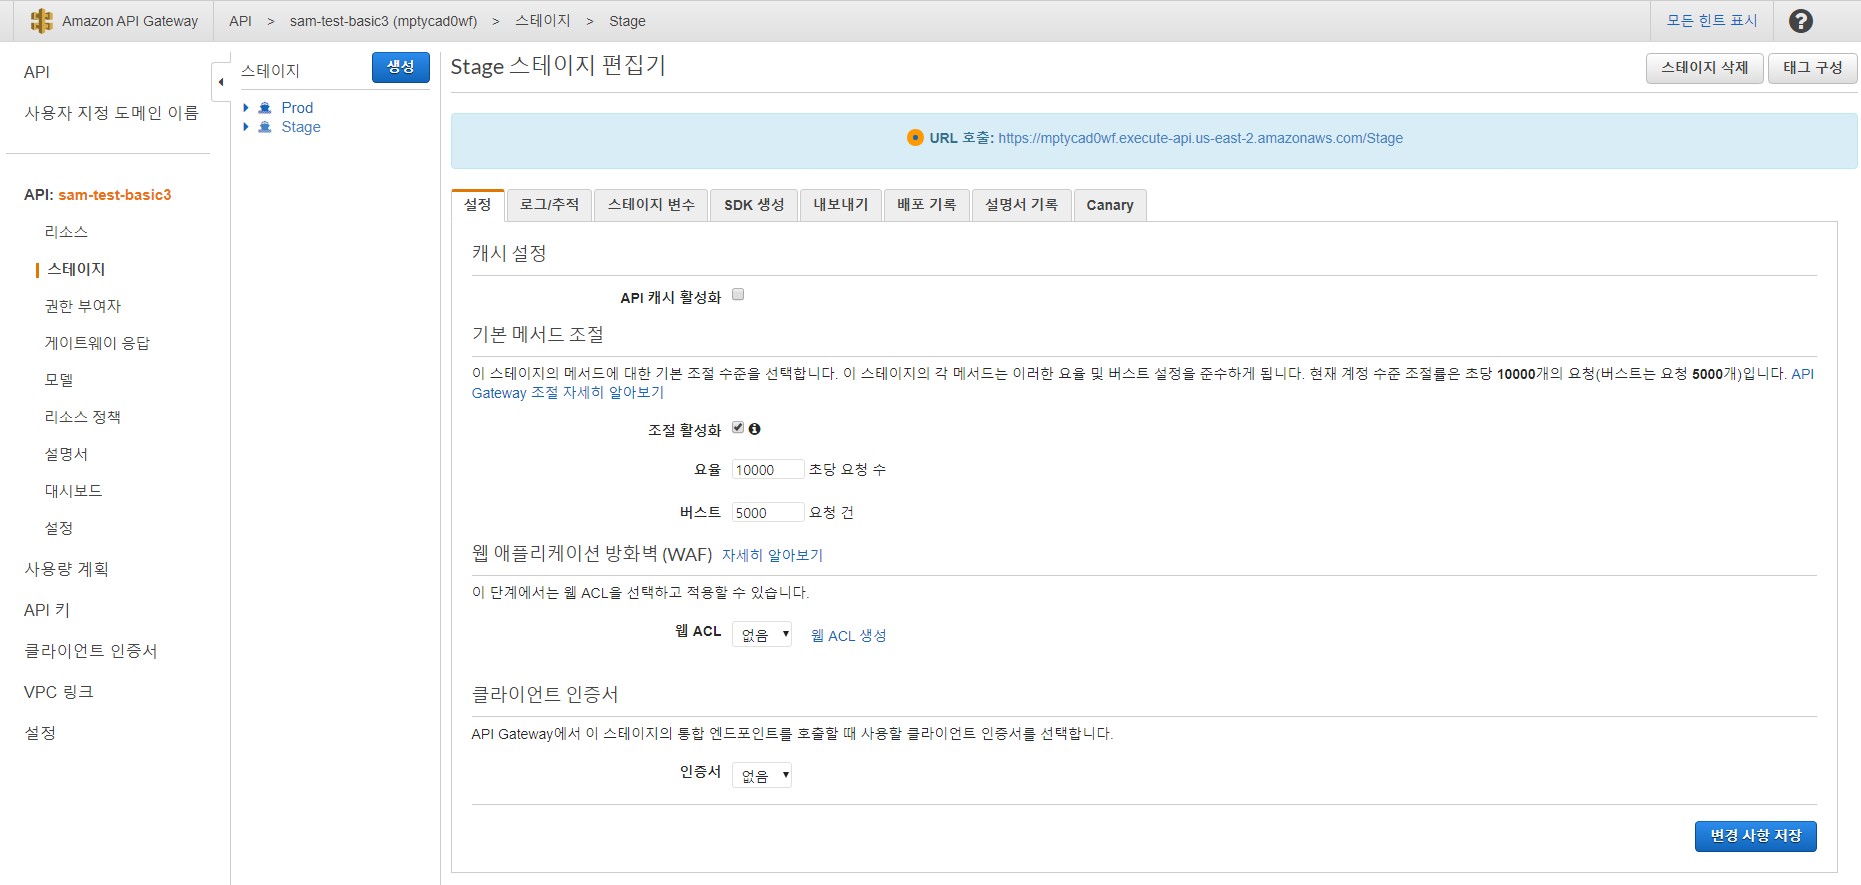 Amazon API Gateway
API > sam-test-basic3 (mptycad0wf) > 스테이지 > Stage
모든 힌트 표시
?
API
사용자 지정 도메인 이름
API: sam-test-basic3
리소스
스테이지
권한 부여자
게이트웨이 응답
모델
리소스 정책
설명서
대시보드
설정
사용량 계획
API 키
클라이언트 인증서
VPC 링크
설정
스테이지
생성
Prod
Stage
Stage 스테이지 편집기
스테이지 삭제
태그 구성
URL 호출: https://mptycad0wf.execute-api.us-east-2.amazonaws.com/Stage
설정 로그/추적 스테이지 변수 SDK 생성 내보내기 배포 기록 설명서 기록 Canary
캐시 설정
API 캐시 활성화
기본 메서드 조절
이 스테이지의 메서드에 대한 기본 조절 수준을 선택합니다. 이 스테이지의 각 메서드는 이러한 요율 및 버스트 설정을 준수하게 됩니다. 현재 계정 수준 조절률은 초당 10000개의 요청(버스트는 요청 5000개)입니다. API
Gateway 조절 자세히 알아보기
조절 활성화
요율 10000 초당 요청 수
버스트 5000 요청 건
웹 애플리케이션 방화벽 (WAF) 자세히 알아보기
이 단계에서는 웹 ACL을 선택하고 적용할 수 있습니다.
웹 ACL 없음 웹 ACL 생성
클라이언트 인증서
API Gateway에서 이 스테이지의 통합 엔드포인트를 호출할 때 사용할 클라이언트 인증서를 선택합니다.
인증서 없음
변경 사항 저장